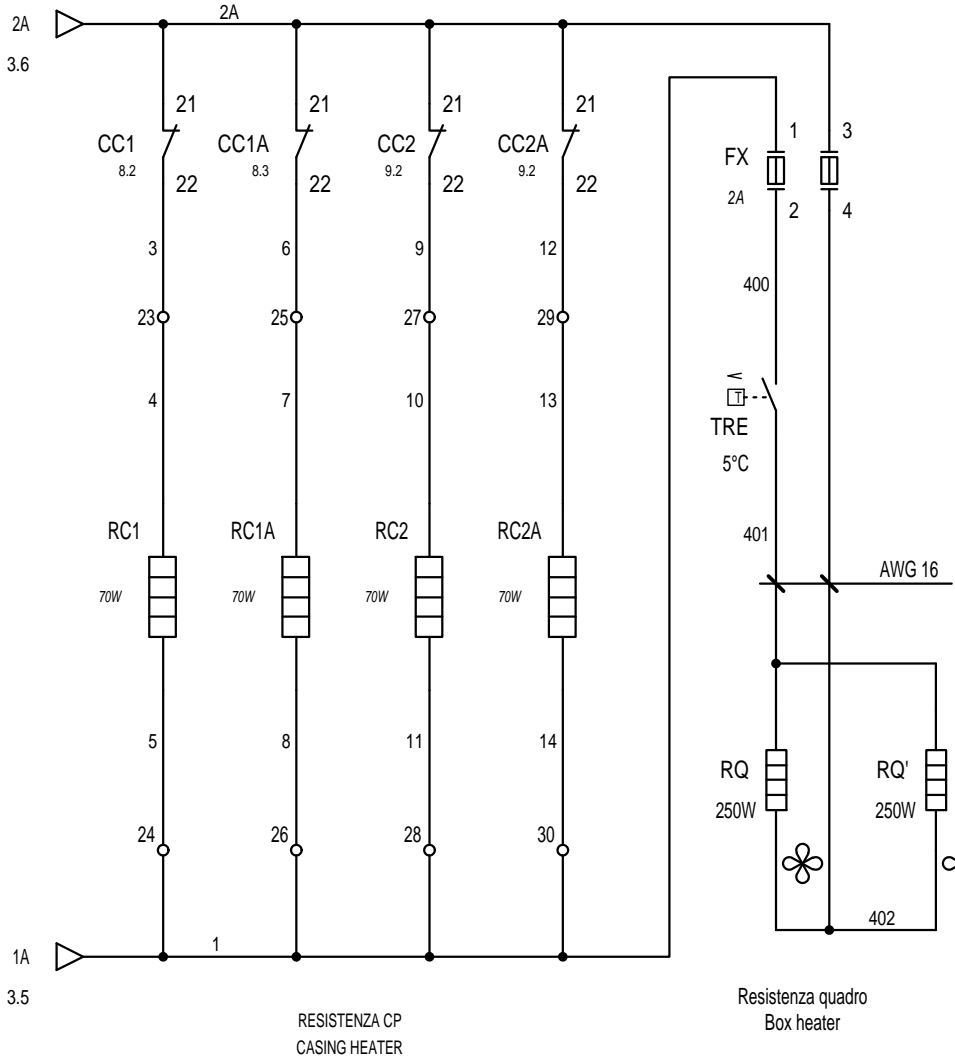 2A
2A
3.6
21
21
21
21
CC1
CC1A
CC2
CC2A
8.2
8.3
9.2
9.2
22
22
22
22
1
3
FX
2A
2
4
3
6
9
12
400
23
25
27
29
4
7
10
13
<
T
TRE
5°C
RC1
RC1A
RC2
RC2A
401
70W
70W
70W
70W
AWG 16
5
8
11
14
RQ
RQ'
250W
250W
24
26
28
30
402
1
1A
3.5
RESISTENZA CP
CASING HEATER
Resistenza quadro
Box heater